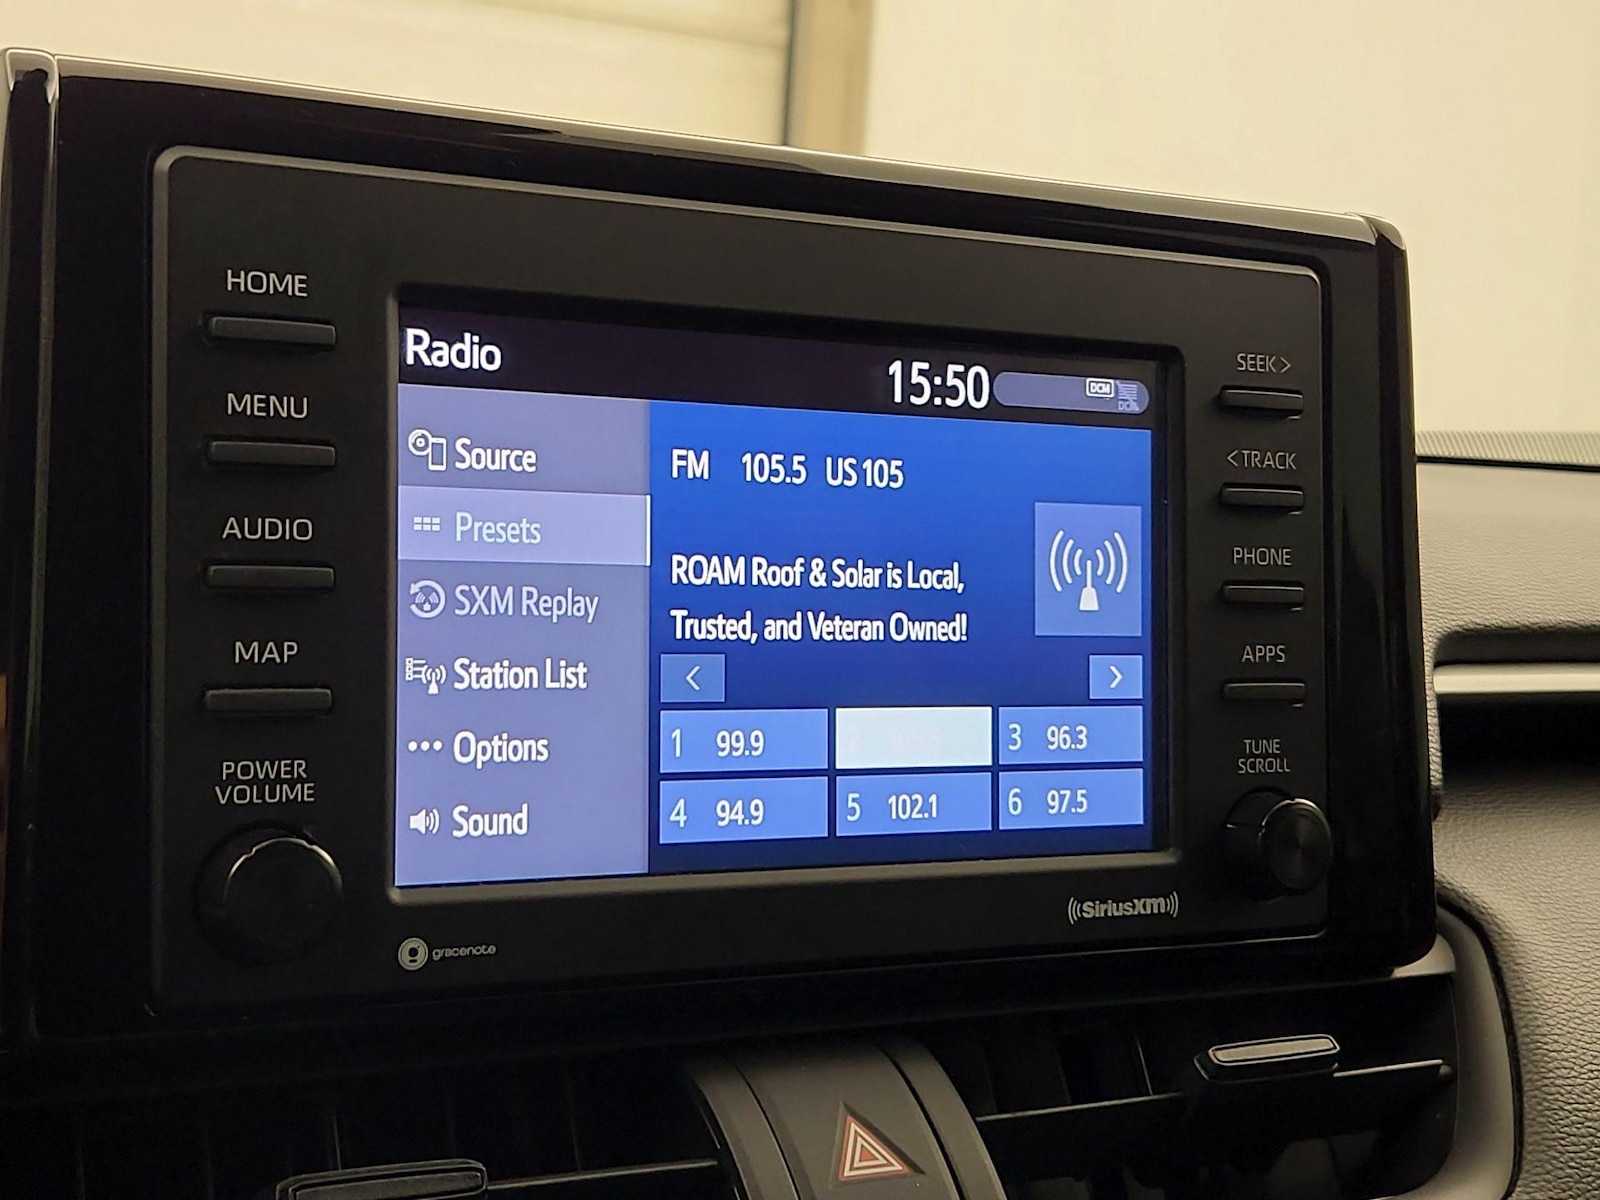 HOME
MENU
AUDIO
MAP
POWER
VOLUME
Radio
15:50
DCM
Source
Presets
SXM Replay
Station List
Options
Sound
FM 105.5 US 105
ROAM Roof & Solar is Local,
Trusted, and Veteran Owned!
<
>
1 99.9
3 96.3
4 94.9
5 102.1
6 97.5
SEEK >
< TRACK
PHONE
APPS
TUNE
SCROLL
gracenote
SiriusXM